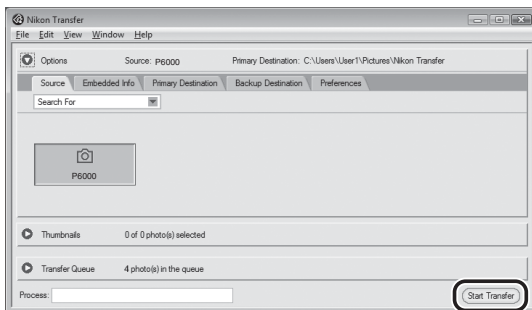 Nikon Transfer
File Edit View Window Help
Options Source: P6000 Primary Destination: C:\Users\User1\Pictures\Nikon Transfer
Source Embedded Info Primary Destination Backup Destination Preferences
Search For
P6000
Thumbnails 0 of 0 photo(s) selected
Transfer Queue 4 photo(s) in the queue
Process: Start Transfer